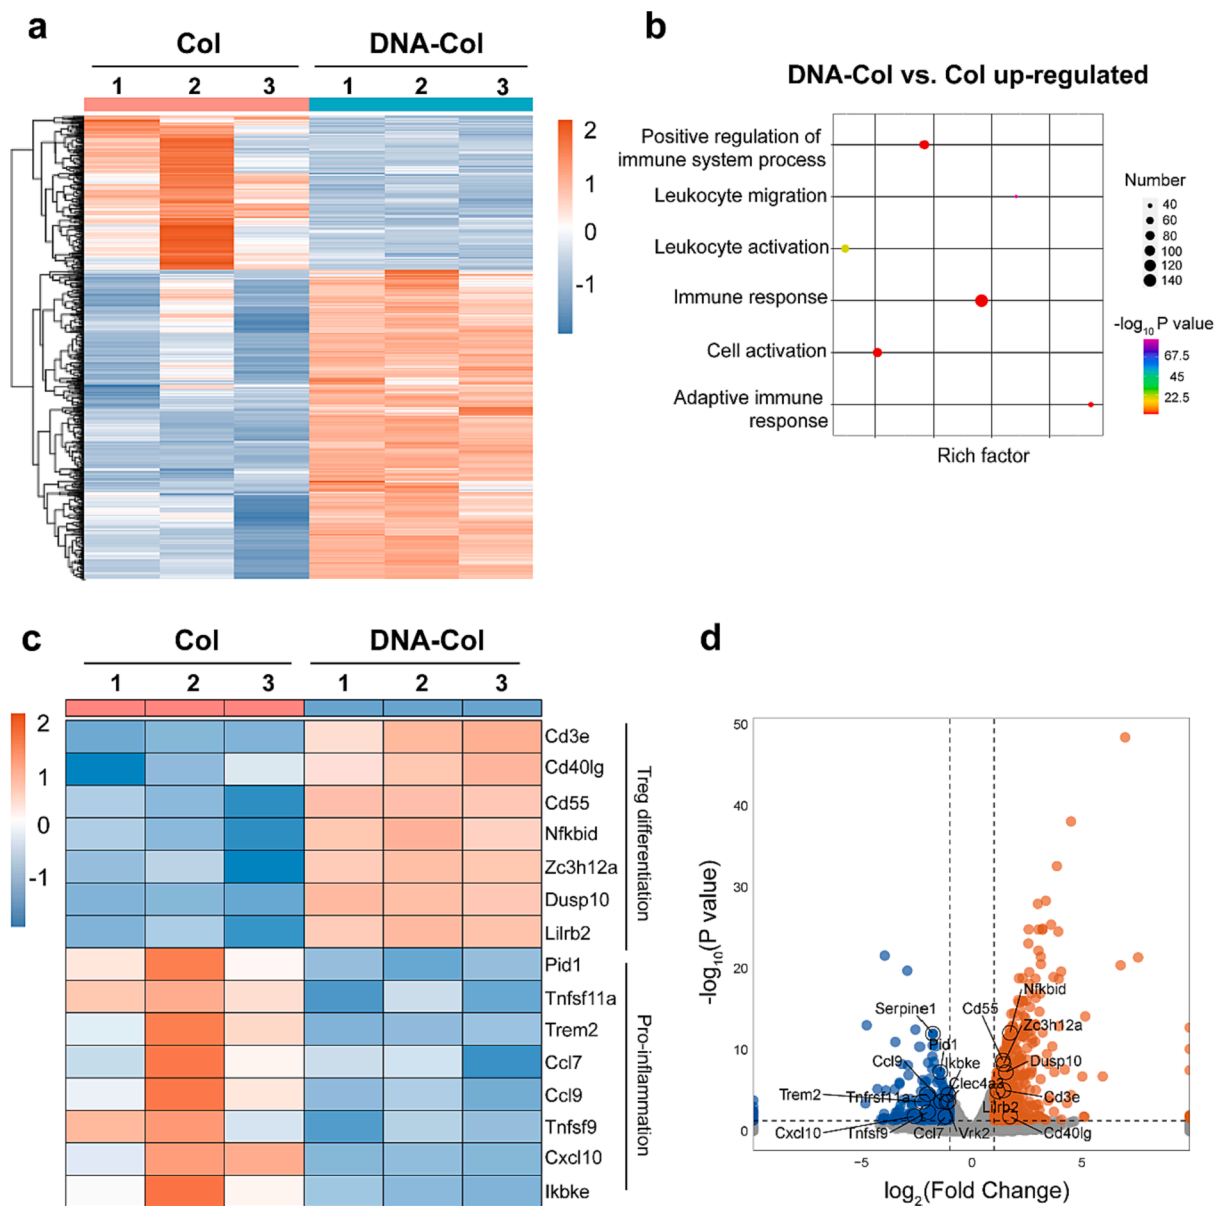 a
Col
DNA-Col
1 2 3 1 2 3
2
1
0
-1
b
DNA-Col vs. Col up-regulated
Positive regulation of
immune system process
Leukocyte migration
Leukocyte activation
Immune response
Cell activation
Adaptive immune
response
Rich factor
Number
40
60
80
100
120
140
-log10 P value
67.5
45
22.5
c
Col
DNA-Col
1 2 3 1 2 3
2
1
0
-1
Cd3e
Cd40lg
Cd55
Nfkbid
Zc3h12a
Dusp10
Lilrb2
Pid1
Tnfsf11a
Trem2
Ccl7
Ccl9
Tnfsf9
Cxcl10
Ikbke
Treg differentiation
Pro-inflammation
d
50
40
30
20
10
0
-log10(P value)
Nfkbid
Serpine1
Cd55
Zc3h12a
Pid1
Ccl9
Ikbke
Dusp10
Clec4a3
Trem2
Tnfrsf11a
Cd3e
Lilrb2
Cxcl10
Tnfsf9
Ccl7
Vrk2
Cd40lg
−5
0
5
log2(Fold Change)